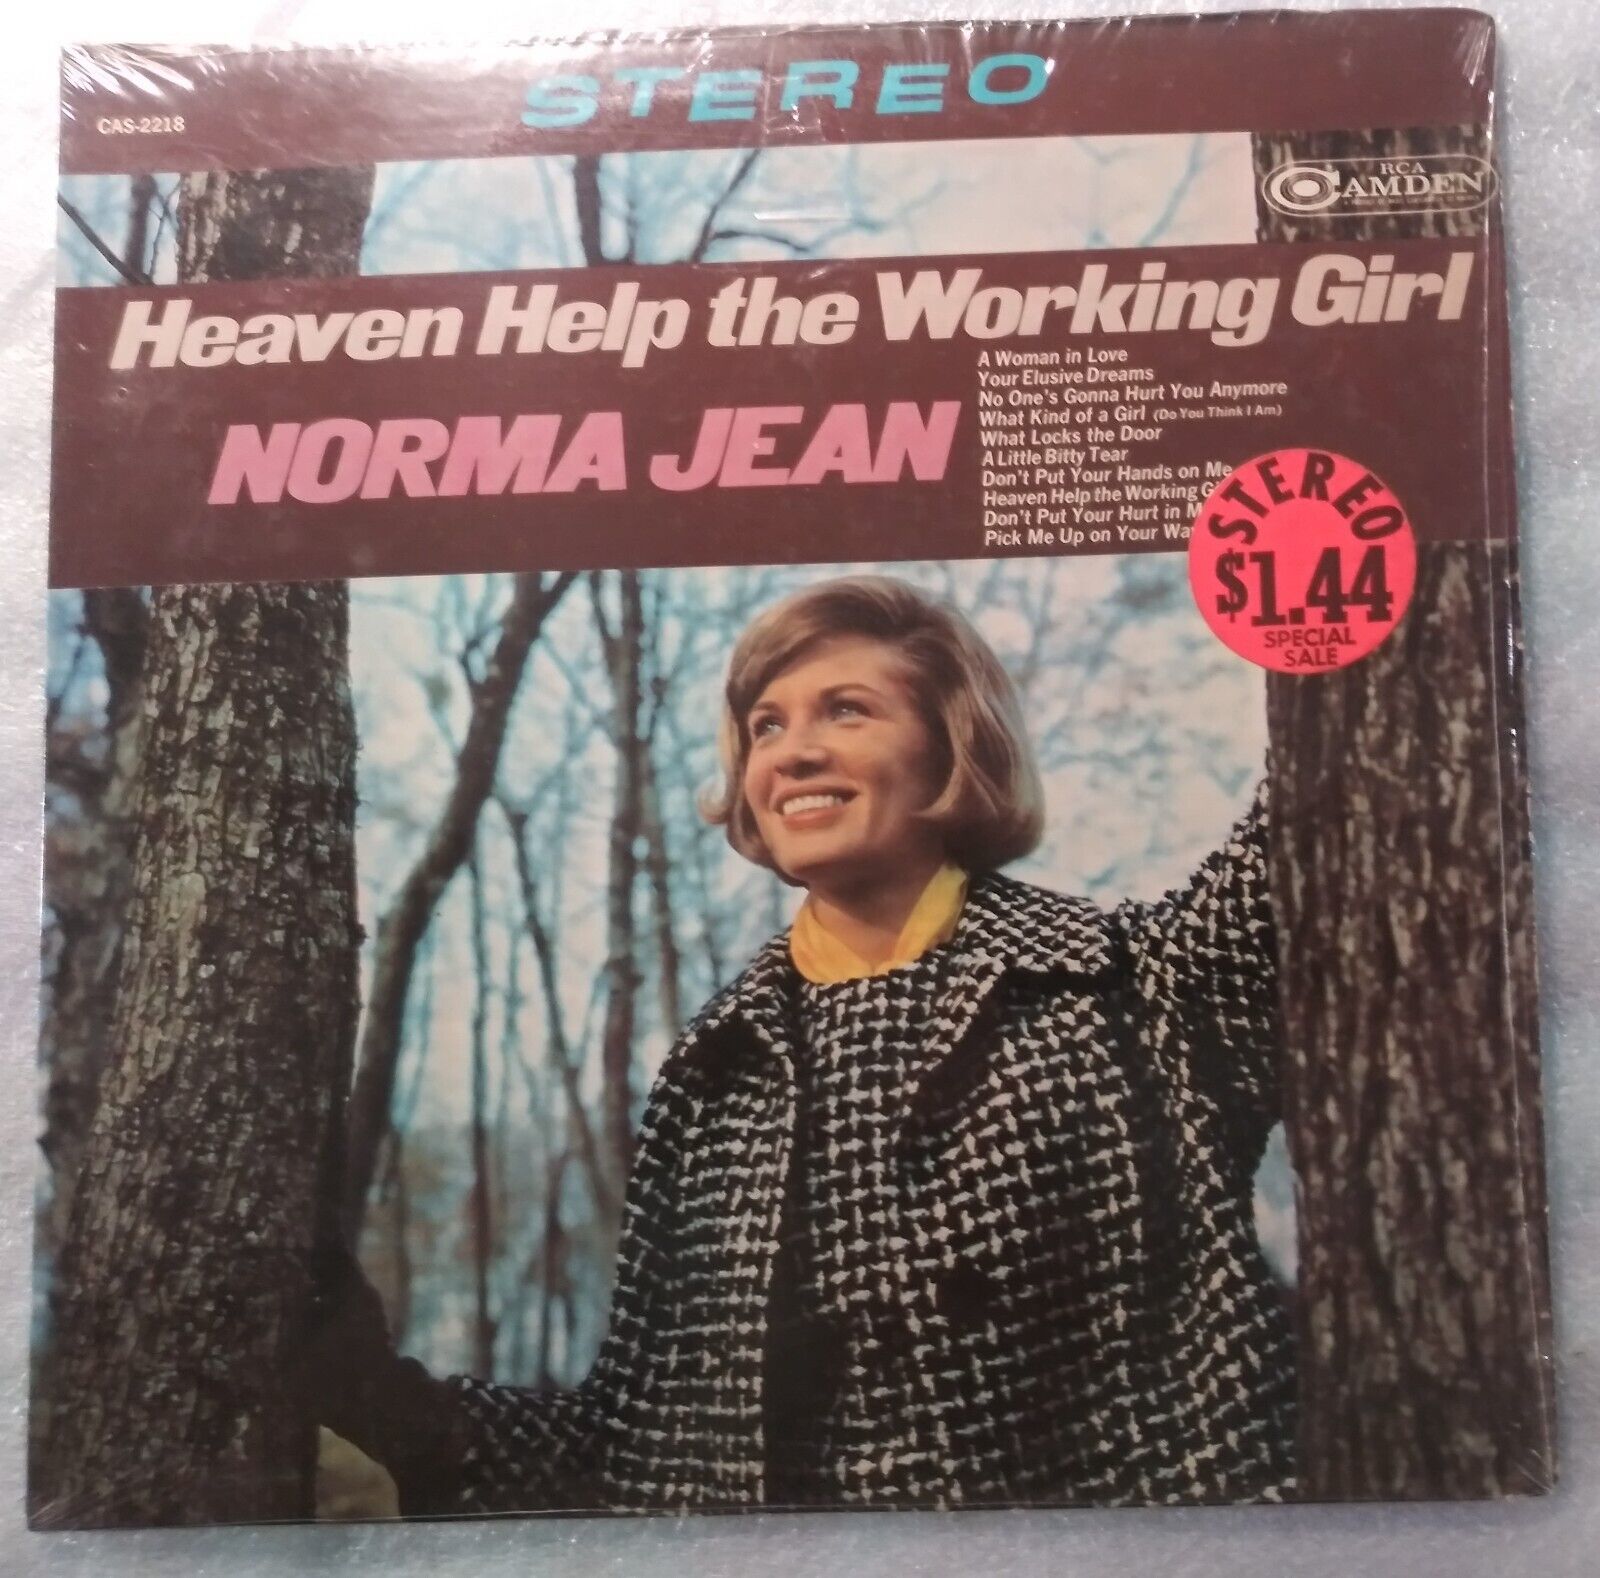 STEREO
CAS-2218
RCA
CAMDEN
Heaven Help the Working Girl
NORMA JEAN
A Woman in Love
Your Elusive Dreams
No One's Gonna Hurt You Anymore
What Kind of a Girl (Do You Think I Am)
What Locks the Door
A Little Bitty Tear
Don't Put Your Hands on Me
Heaven Help the Working
Don't Put Your Hurt in
Pick Me Up on Your
STEREO
$1.44
SPECIAL
SALE